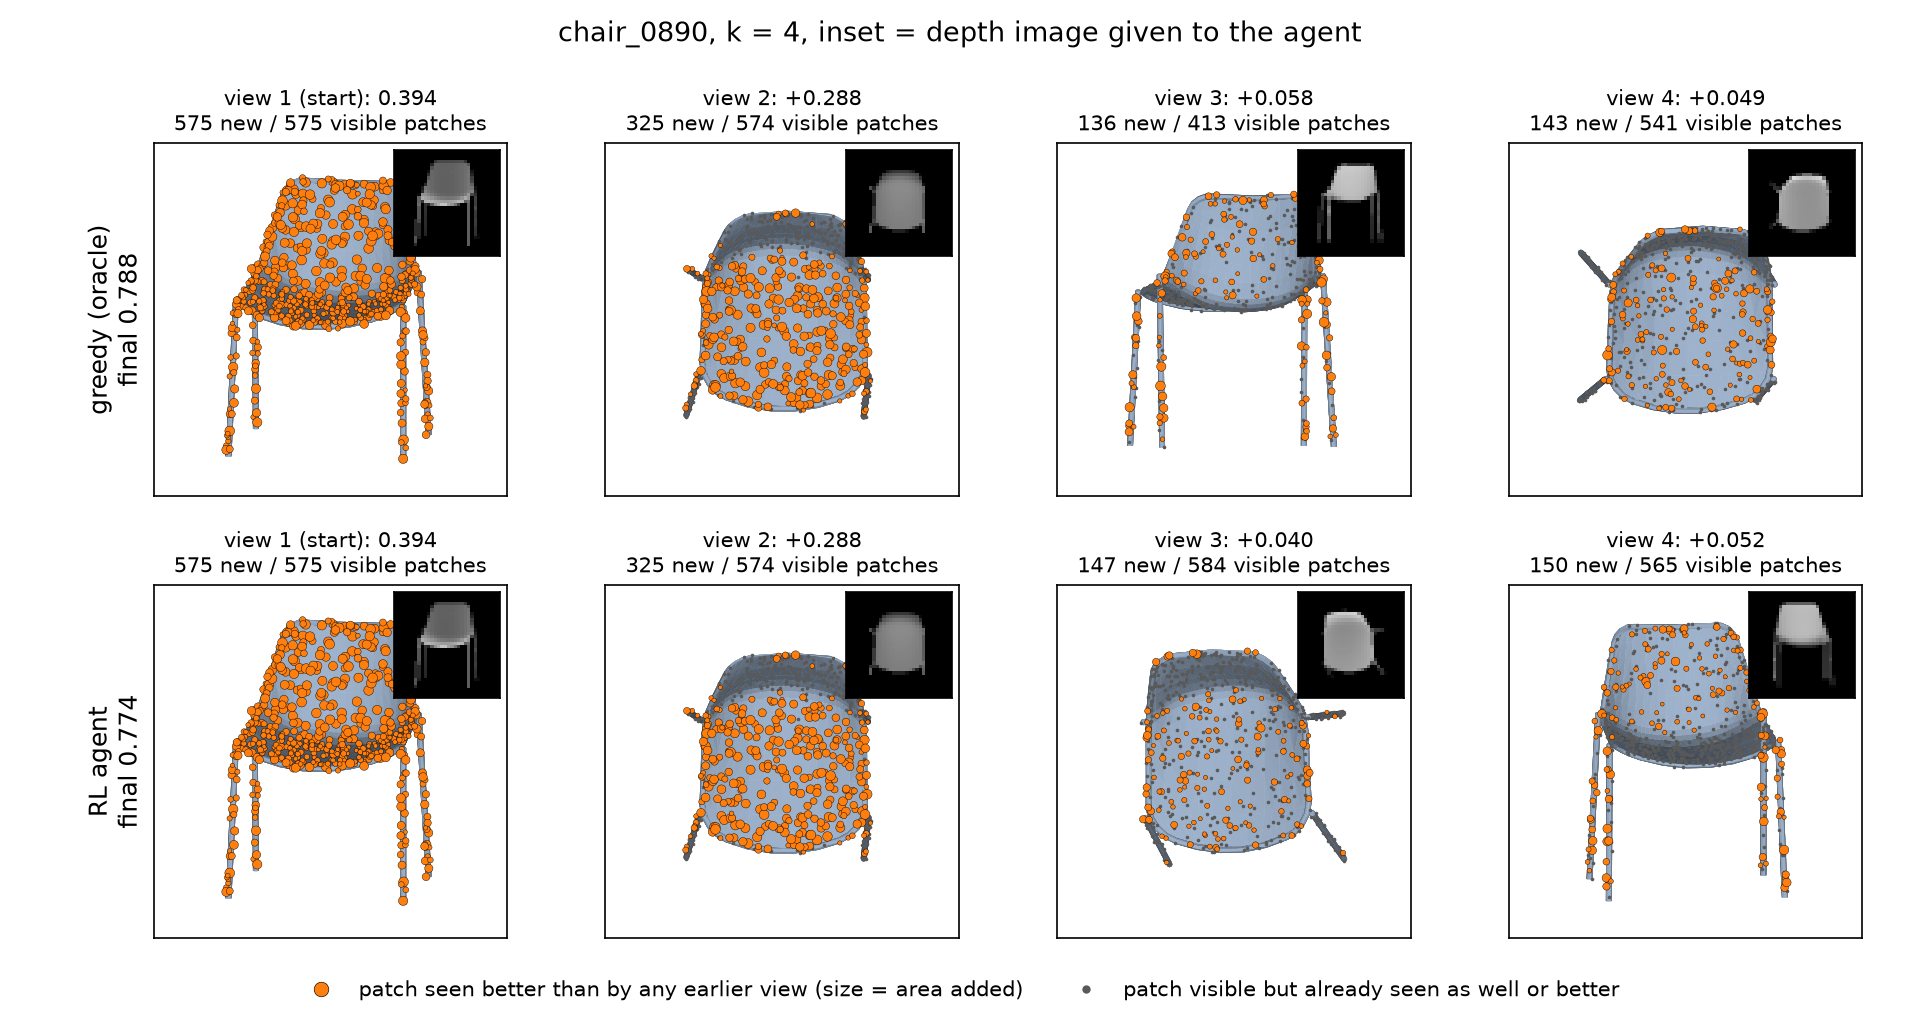 chair_0890, k = 4, inset = depth image given to the agent
view 1 (start): 0.394
575 new / 575 visible patches
view 2: +0.288
325 new / 574 visible patches
view 3: +0.058
136 new / 413 visible patches
view 4: +0.049
143 new / 541 visible patches
greedy (oracle)
final 0.788
view 1 (start): 0.394
575 new / 575 visible patches
view 2: +0.288
325 new / 574 visible patches
view 3: +0.040
147 new / 584 visible patches
view 4: +0.052
150 new / 565 visible patches
RL agent
final 0.774
patch seen better than by any earlier view (size = area added)
patch visible but already seen as well or better